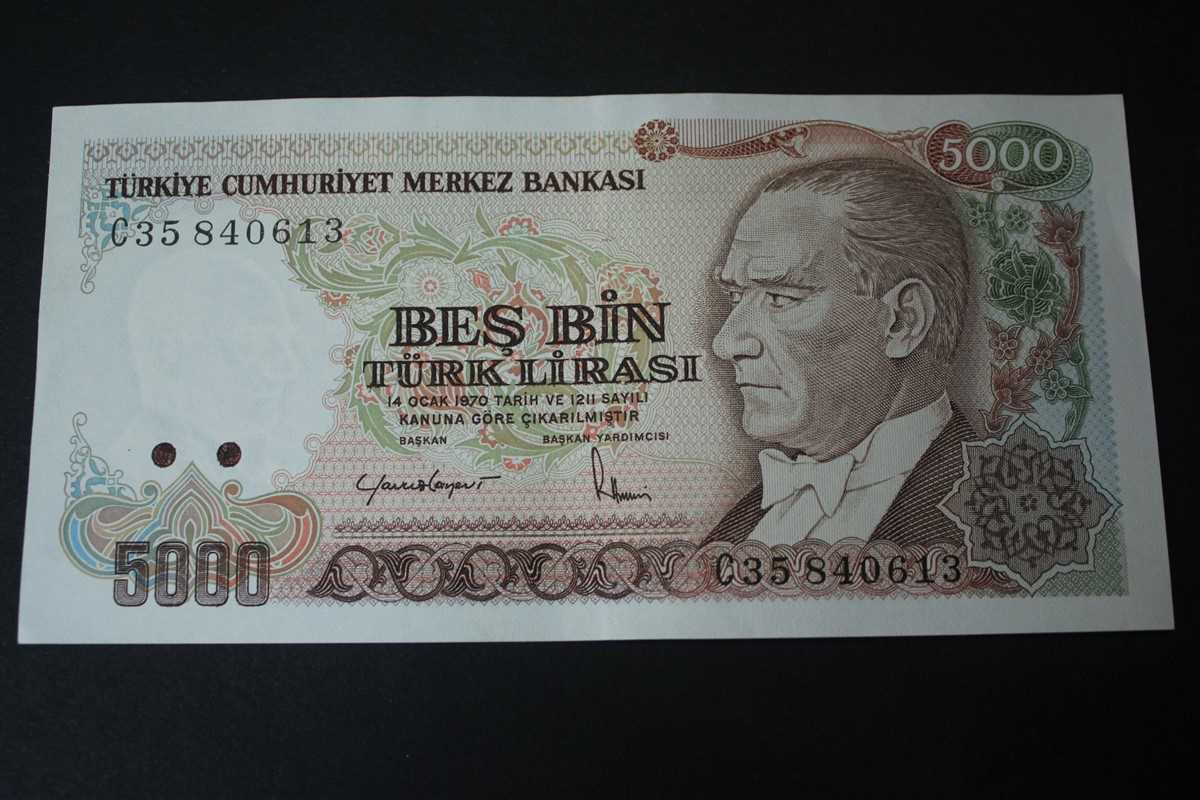 5000
TÜRKİYE CUMHURİYET MERKEZ BANKASI
C35 840613
BEŞ BİN
TÜRK LİRASI
14 OCAK 1970 TARİH VE 1211 SAYILI
KANUNA GÖRE ÇIKARILMIŞTIR
BAŞKAN BAŞKAN YARDIMCISI
5000
C35 840613